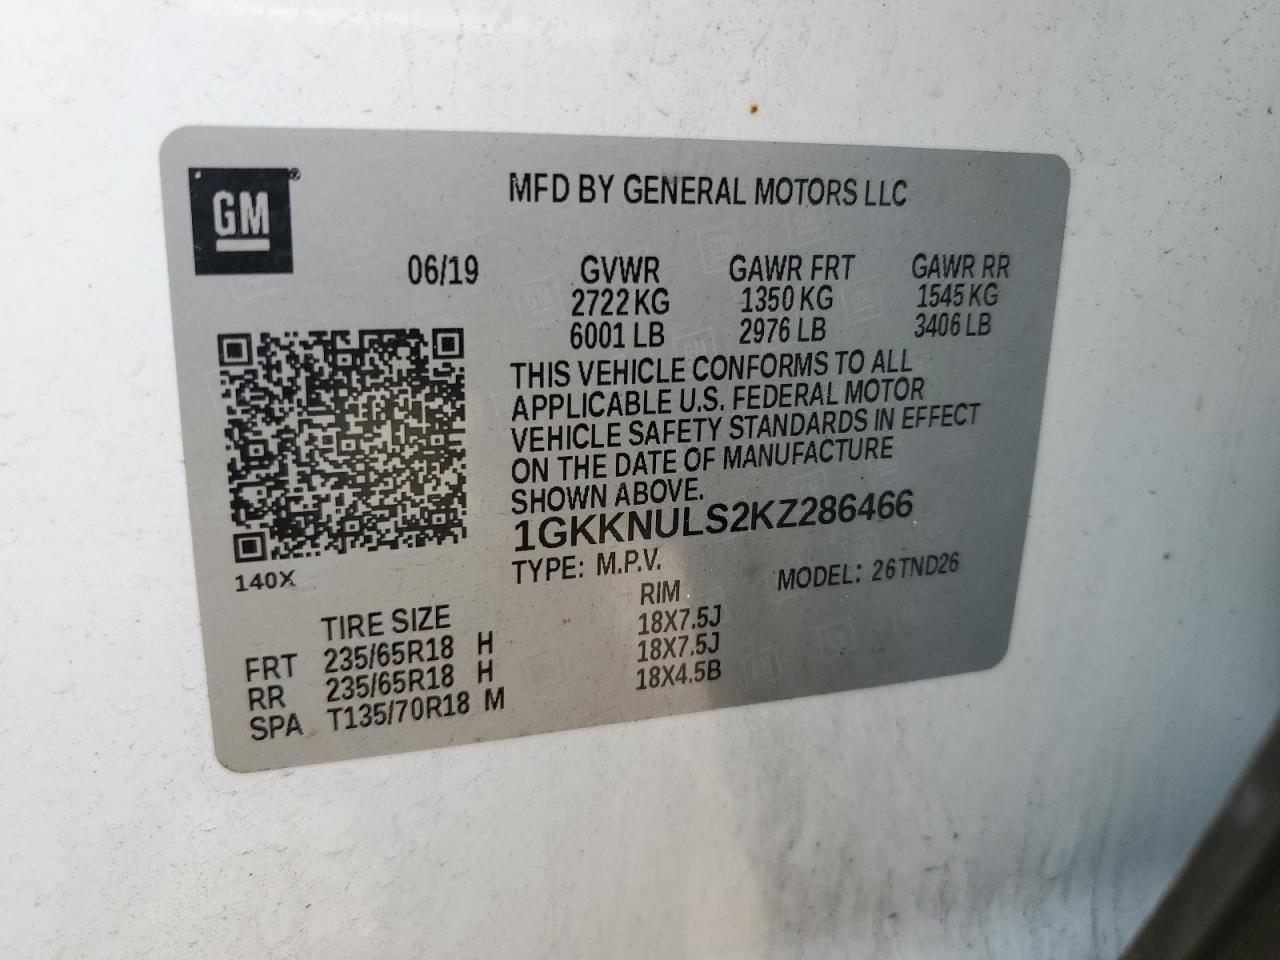 GM®
MFD BY GENERAL MOTORS LLC
06/19 GVWR GAWR FRT GAWR RR
2722 KG 1350 KG 1545 KG
6001 LB 2976 LB 3406 LB
THIS VEHICLE CONFORMS TO ALL
APPLICABLE U.S. FEDERAL MOTOR
VEHICLE SAFETY STANDARDS IN EFFECT
ON THE DATE OF MANUFACTURE
SHOWN ABOVE.
1GKKNULS2KZ286466
140X
TYPE: M.P.V. MODEL: 26TND26
TIRE SIZE RIM
FRT 235/65R18 H 18X7.5J
RR 235/65R18 H 18X7.5J
SPA T135/70R18 M 18X4.5B